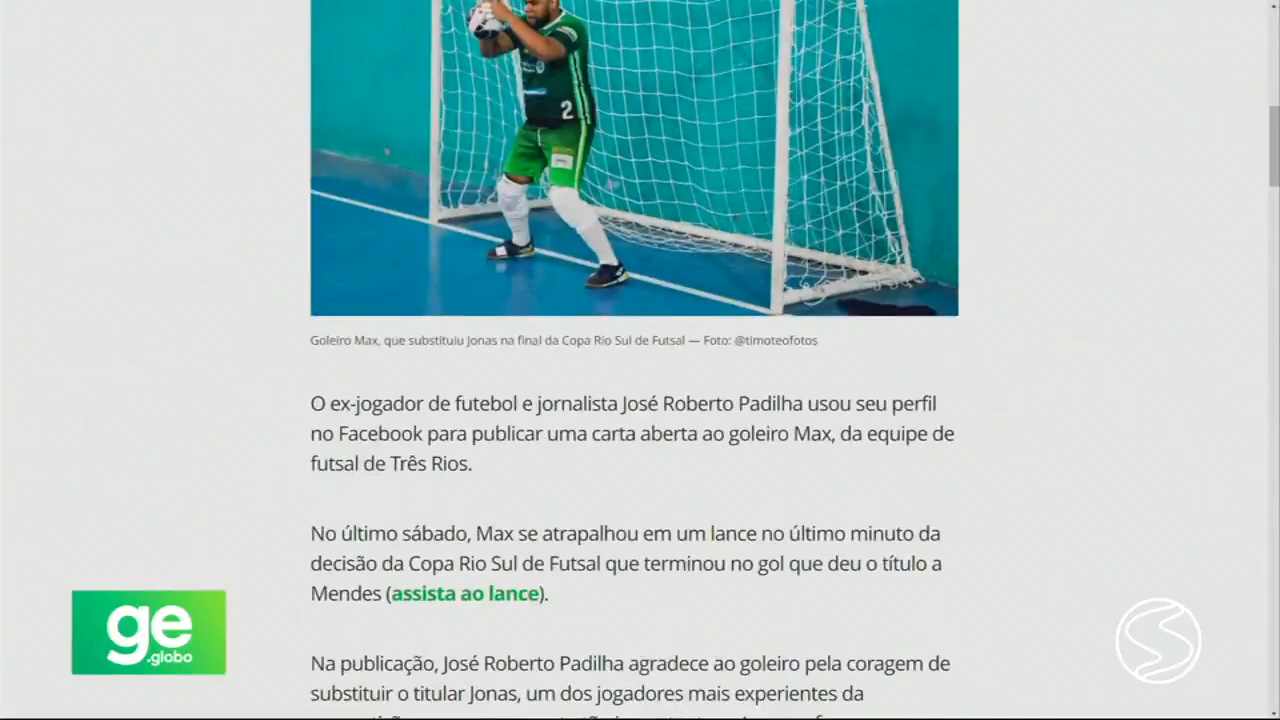 2
Goleiro Max, que substituiu Jonas na final da Copa Rio Sul de Futsal — Foto: @timoteofotos
O ex-jogador de futebol e jornalista José Roberto Padilha usou seu perfil
no Facebook para publicar uma carta aberta ao goleiro Max, da equipe de
futsal de Três Rios.
No último sábado, Max se atrapalhou em um lance no último minuto da
decisão da Copa Rio Sul de Futsal que terminou no gol que deu o título a
Mendes (assista ao lance).
Na publicação, José Roberto Padilha agradece ao goleiro pela coragem de
substituir o titular Jonas, um dos jogadores mais experientes da
ge
.globo